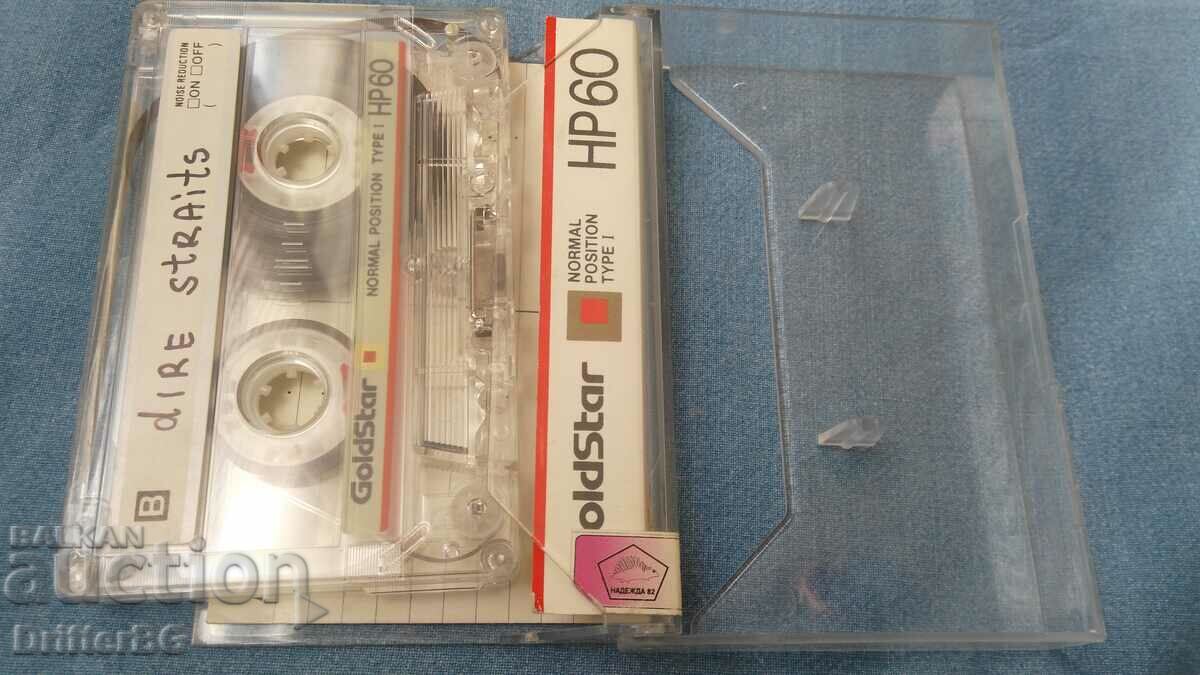 B
dIRE stRAits
NOISE REDUCTION
□ON □OFF
( )
GoldStar
NORMAL POSITION TYPE I HP60
oldStar
NORMAL
POSITION
TYPE I
HP60
НАДЕЖДА 82
BALKAN
auction
DrifterBG